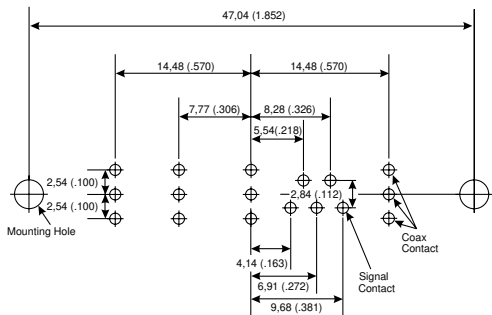 47,04 (1.852)
14,48 (.570)
14,48 (.570)
7,77 (.306)
8,28 (.326)
5,54(.218)
2,54 (.100)
2,84 (.112)
2,54 (.100)
Mounting Hole
Coax
Contact
4,14 (.163)
Signal
Contact
6,91 (.272)
9,68 (.381)